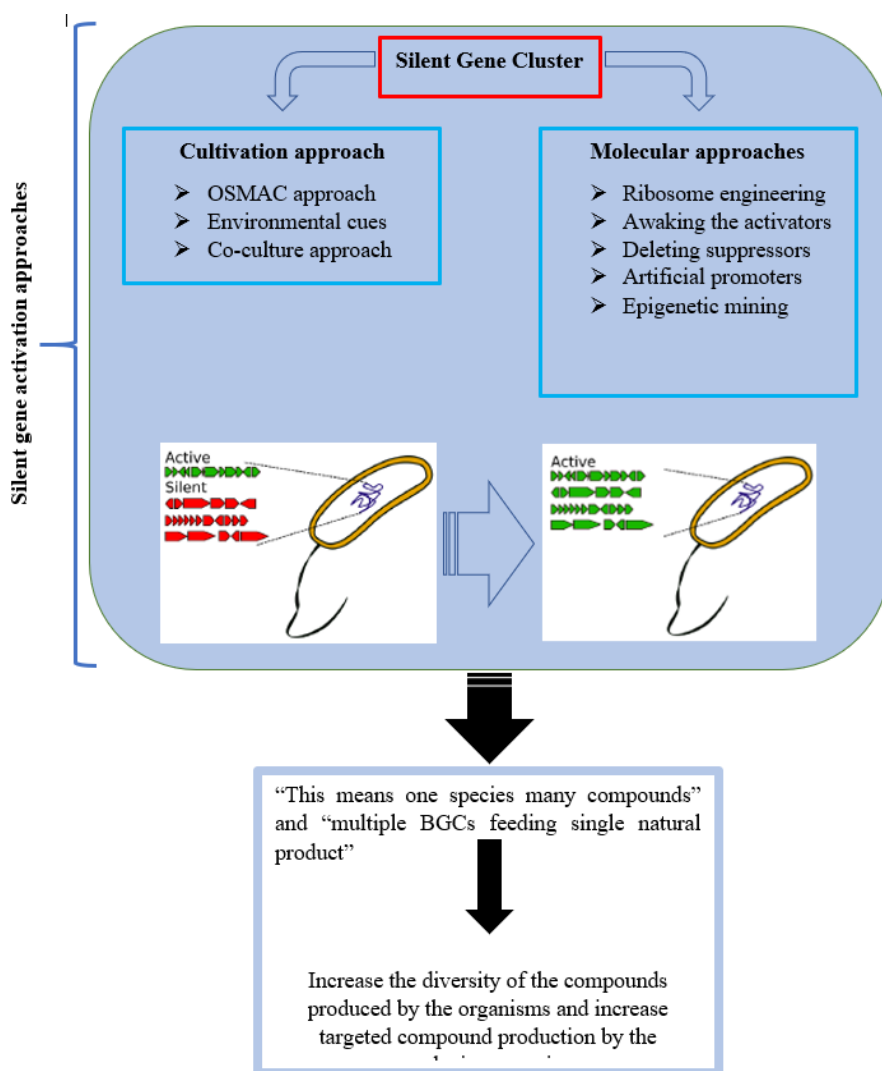 Silent gene activation approaches
Silent Gene Cluster
Cultivation approach
➢ OSMAC approach
➢ Environmental cues
➢ Co-culture approach
Molecular approaches
➢ Ribosome engineering
➢ Awaking the activators
➢ Deleting suppressors
➢ Artificial promoters
➢ Epigenetic mining
Active
Silent
Active
“This means one species many compounds”
and “multiple BGCs feeding single natural
product”
Increase the diversity of the compounds
produced by the organisms and increase
targeted compound production by the